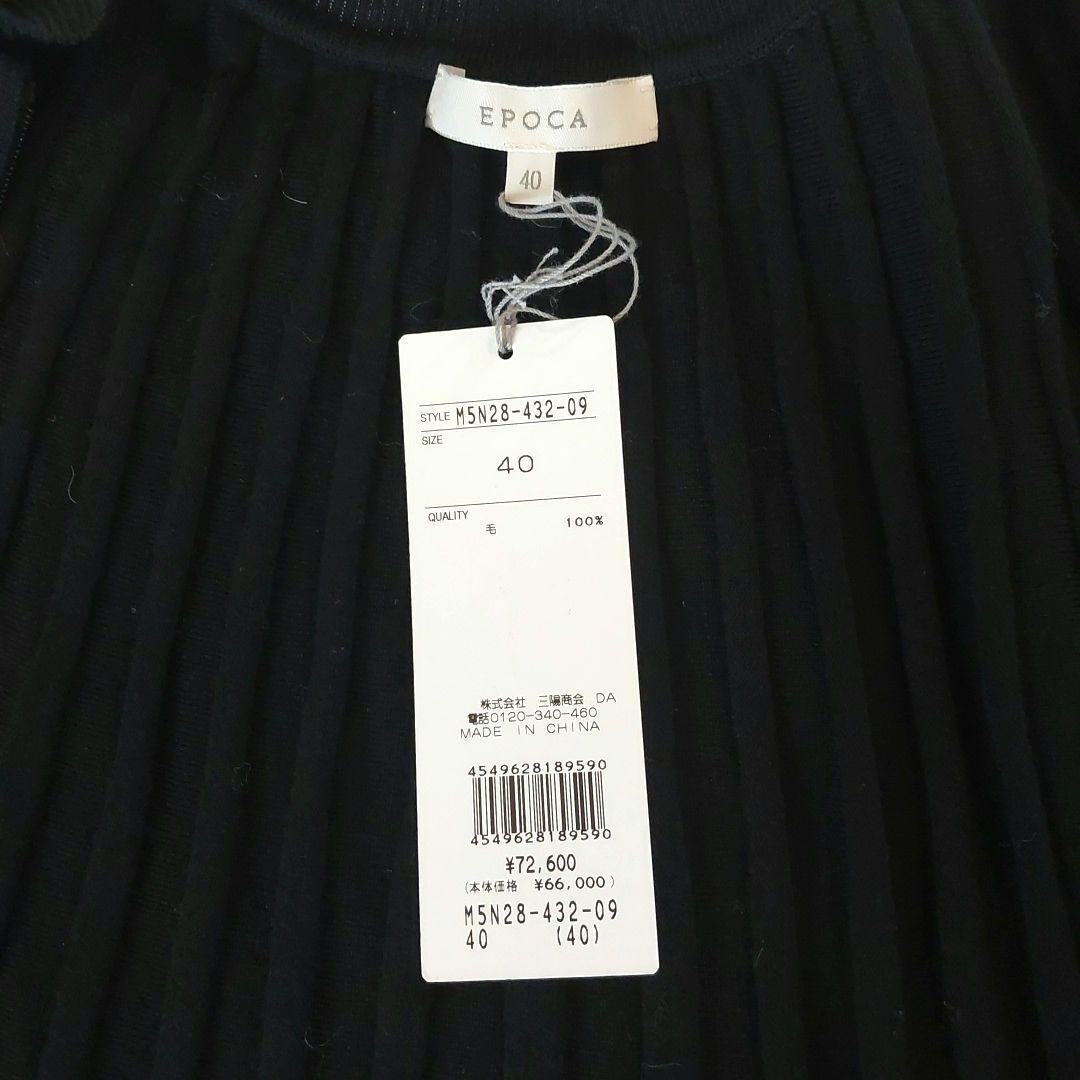 EPOCA
40
STYLE M5N28-432-09
SIZE
40
QUALITY
毛 100%
株式会社 三陽商会 DA
電話0120-340-460
MADE IN CHINA
4549628189590
4549628189590
¥72,600
(本体価格 ¥66,000)
M5N28-432-09
40 (40)